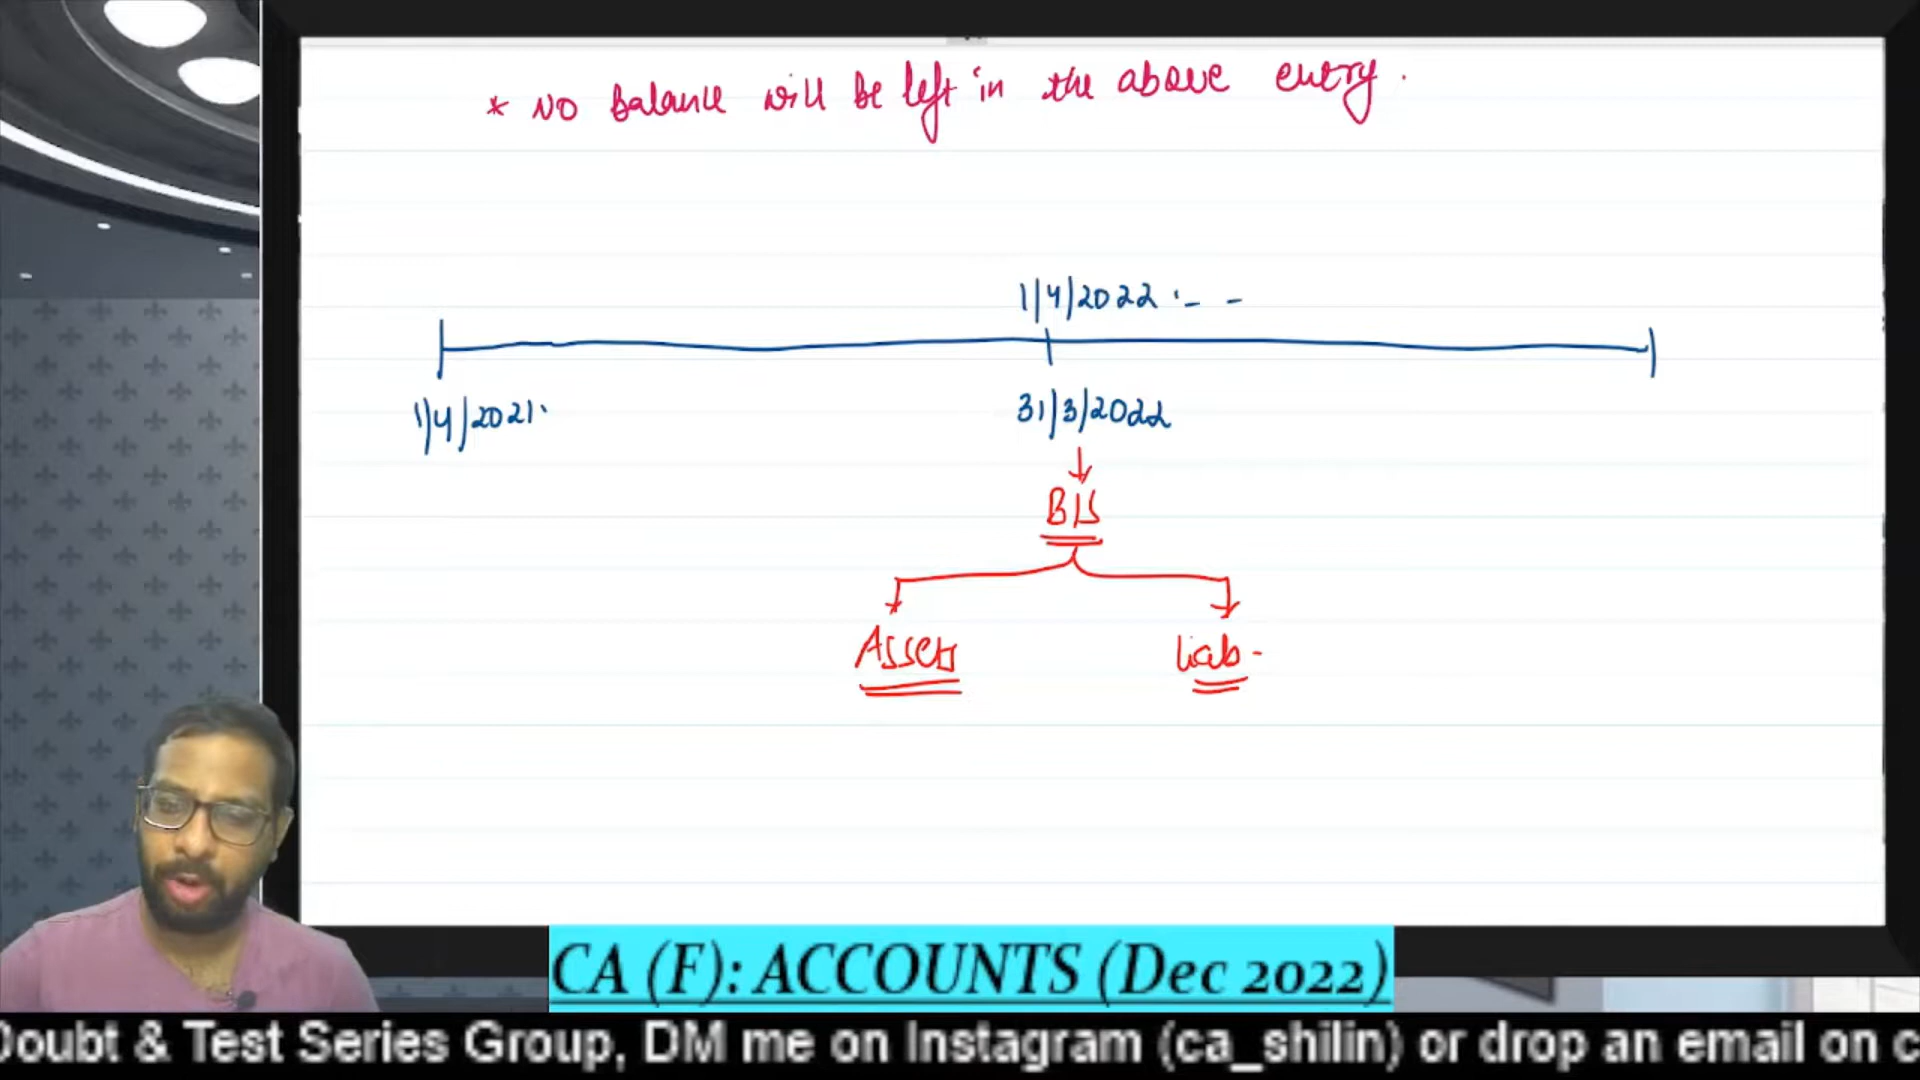 * NO Balance will be left in the above entry.
1/4/2022 - -
1/4/2021
31/3/2022
B/S
Assets
Liab.
CA (F): ACCOUNTS (Dec 2022)
Doubt & Test Series Group, DM me on Instagram (ca_shilin) or drop an email on c